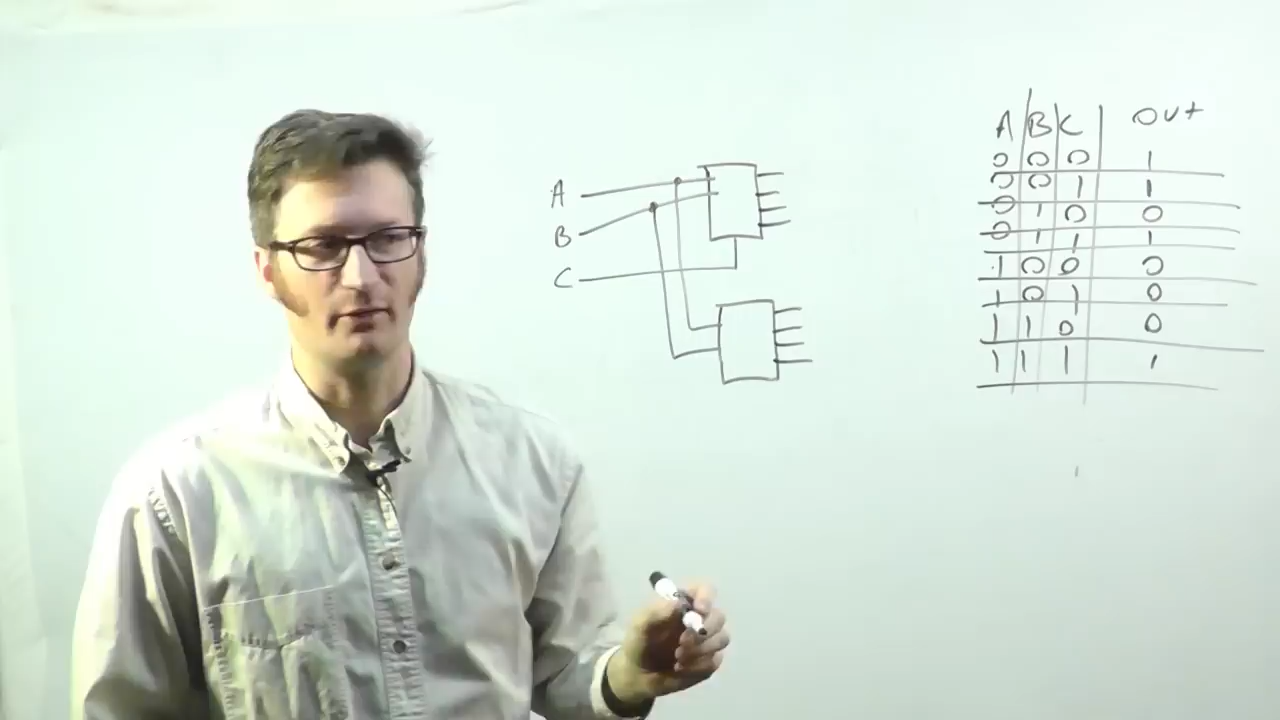 A
B
C
A B C OUT
0 0 0 1
0 0 1 1
0 1 0 0
0 1 1 1
1 0 0 0
1 0 1 0
1 1 0 0
1 1 1 1